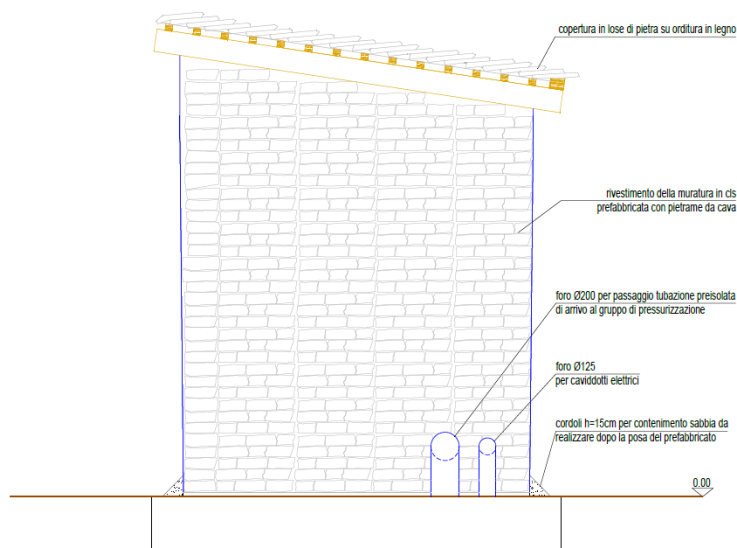 copertura in lose di pietra su orditura in legno
rivestimento della muratura in cls
prefabbricata con pietrame da cava
foro Ø200 per passaggio tubazione preisolata
di arrivo al gruppo di pressurizzazione
foro Ø125
per caviddotti elettrici
cordoli h=15cm per contenimento sabbia da
realizzare dopo la posa del prefabbricato
0.00